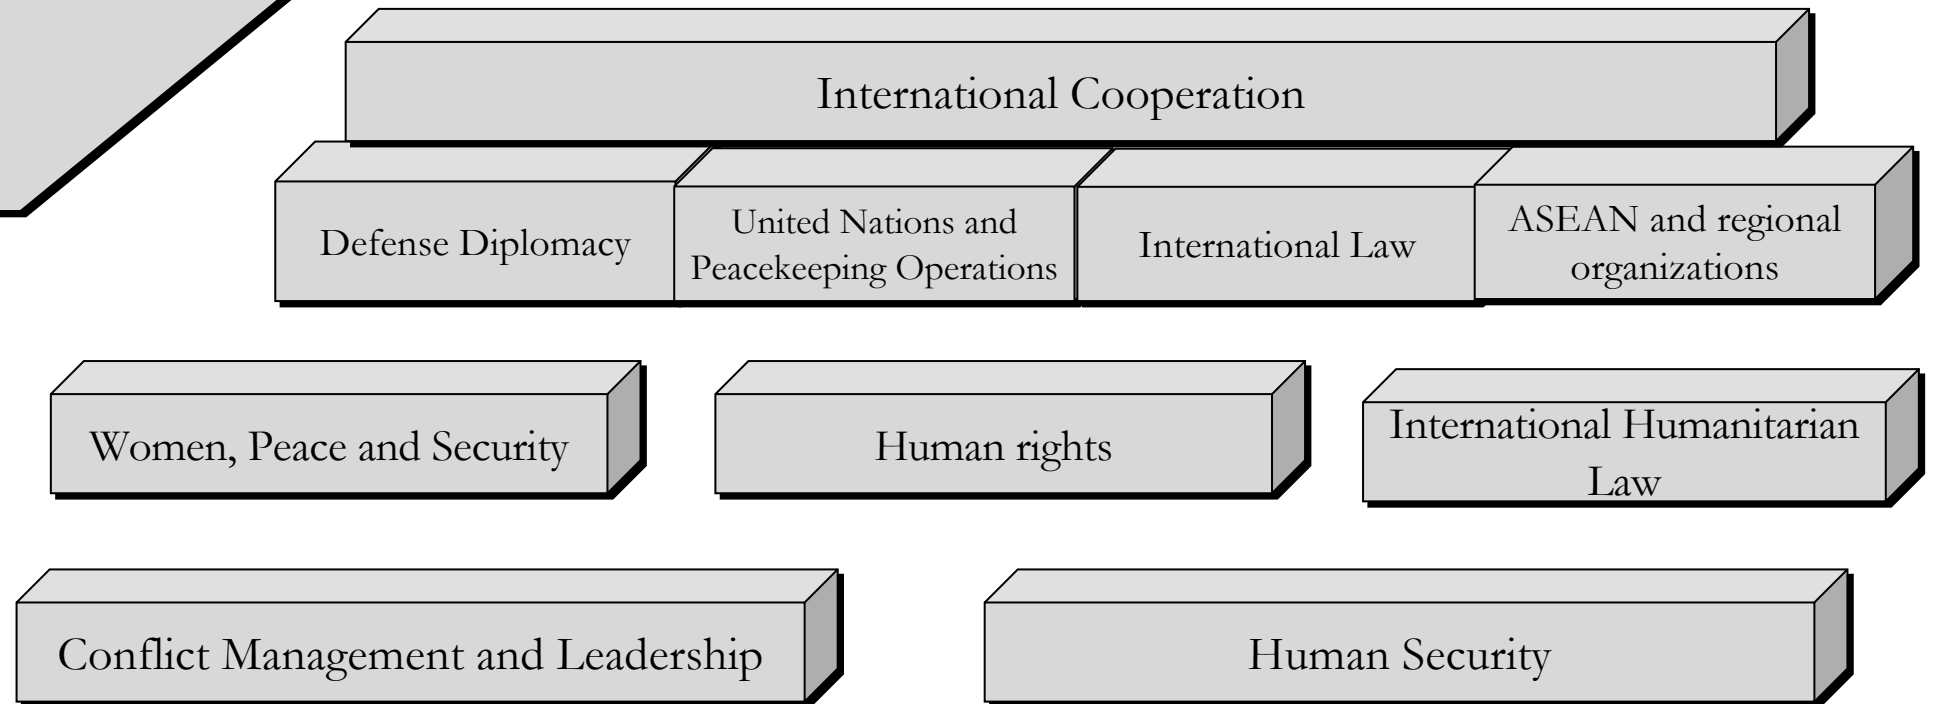 International Cooperation
Defense Diplomacy
United Nations and
Peacekeeping Operations
International Law
ASEAN and regional
organizations
Women, Peace and Security
Human rights
International Humanitarian
Law
Conflict Management and Leadership
Human Security